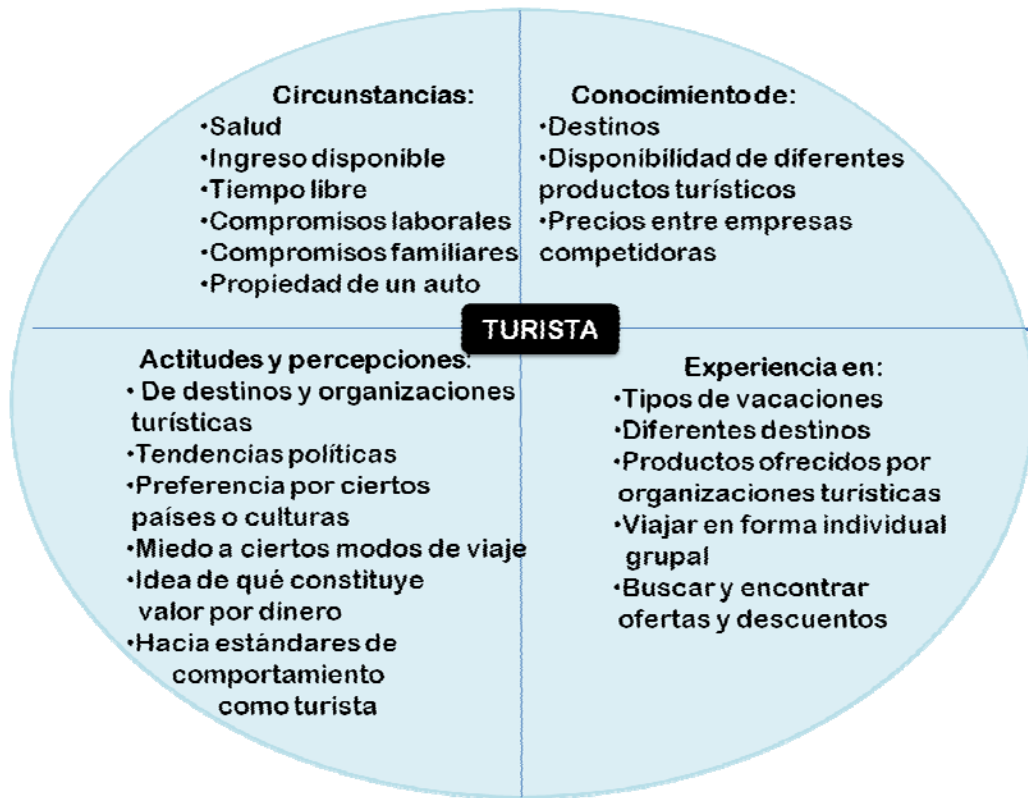 Circunstancias:
•Salud
•Ingreso disponible
•Tiempo libre
•Compromisos laborales
•Compromisos familiares
•Propiedad de un auto
Conocimiento de:
•Destinos
•Disponibilidad de diferentes
productos turísticos
•Precios entre empresas
competidoras
TURISTA
Actitudes y percepciones:
• De destinos y organizaciones
turísticas
•Tendencias políticas
•Preferencia por ciertos
países o culturas
•Miedo a ciertos modos de viaje
•Idea de qué constituye
valor por dinero
•Hacia estándares de
comportamiento
como turista
Experiencia en:
•Tipos de vacaciones
•Diferentes destinos
•Productos ofrecidos por
organizaciones turísticas
•Viajar en forma individual
grupal
•Buscar y encontrar
ofertas y descuentos